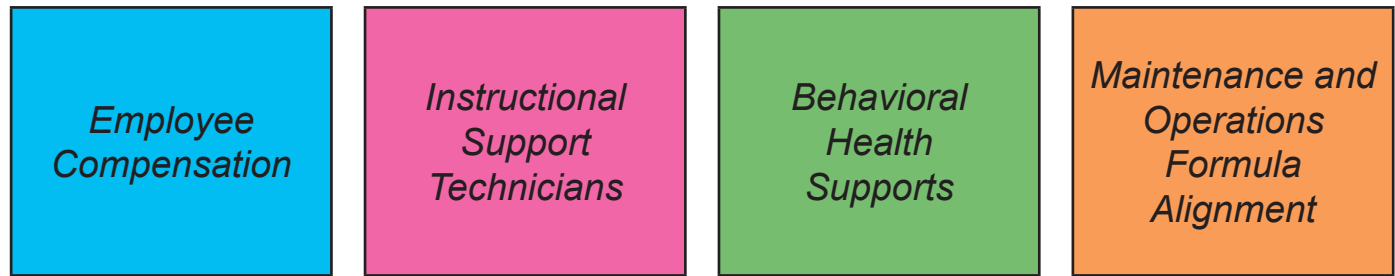 Employee
Compensation
Instructional
Support
Technicians
Behavioral
Health
Supports
Maintenance and
Operations
Formula
Alignment